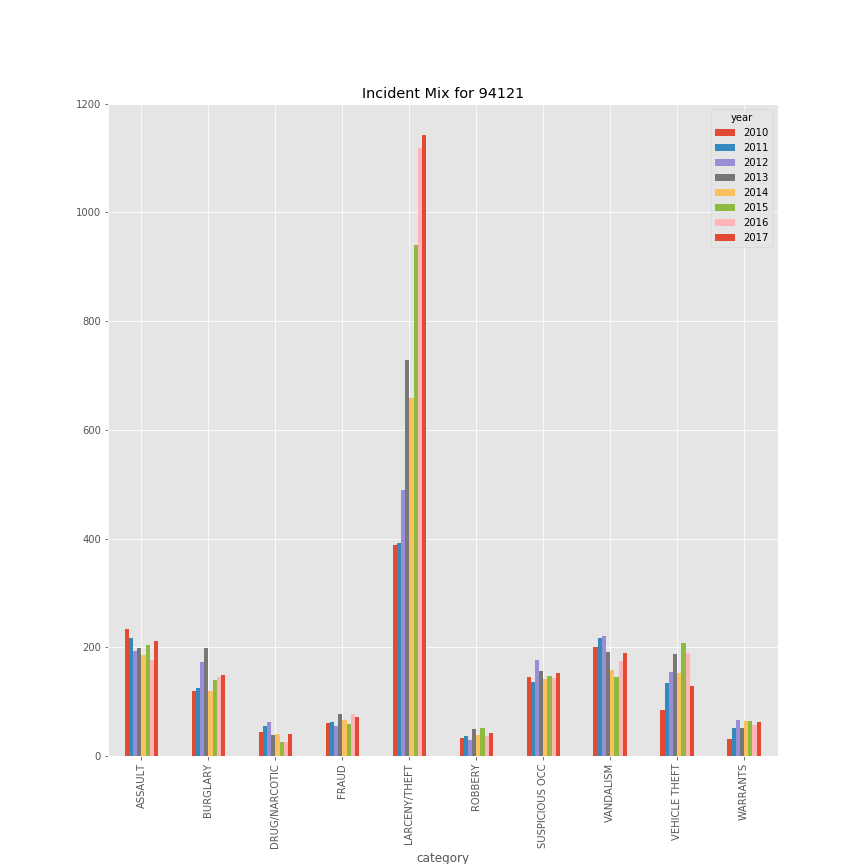 Incident Mix for 94121
1200
1000
800
600
400
200
0
year
2010
2011
2012
2013
2014
2015
2016
2017
ASSAULT
BURGLARY
DRUG/NARCOTIC
FRAUD
LARCENY/THEFT
ROBBERY
SUSPICIOUS OCC
VANDALISM
VEHICLE THEFT
WARRANTS
category